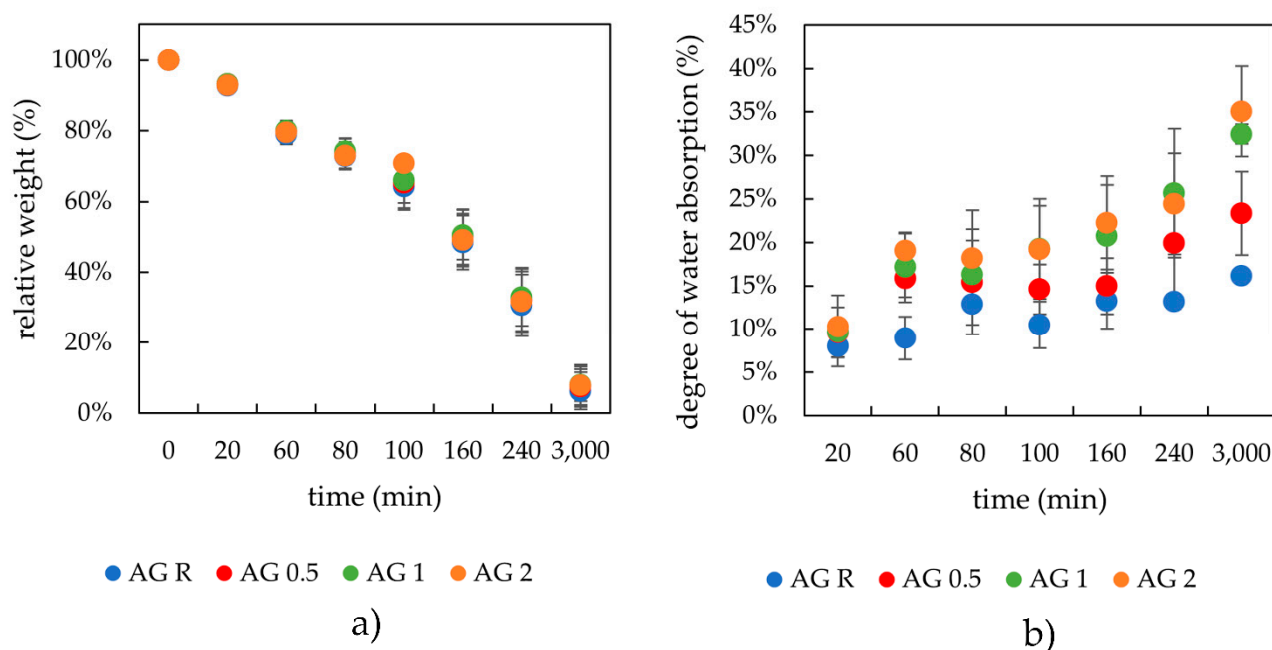 relative weight (%)
100%
80%
60%
40%
20%
0%
0 20 60 80 100 160 240 3,000
time (min)
AG R AG 0.5 AG 1 AG 2
a)
degree of water absorption (%)
45%
40%
35%
30%
25%
20%
15%
10%
5%
0%
20 60 80 100 160 240 3,000
time (min)
AG R AG 0.5 AG 1 AG 2
b)